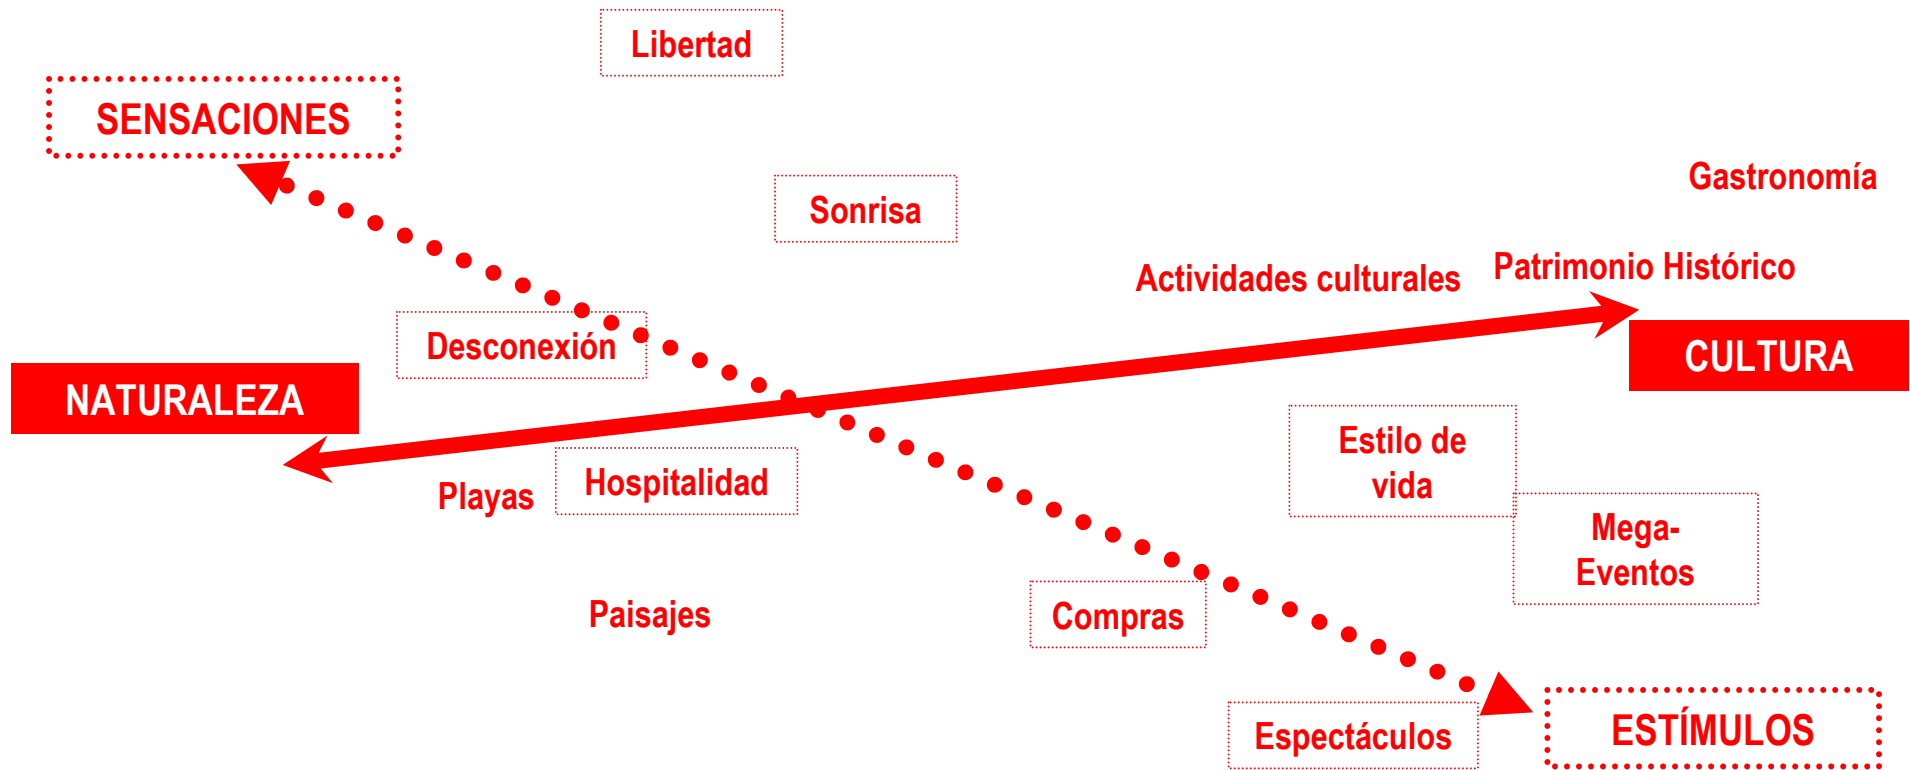 Libertad
SENSACIONES
Gastronomía
Sonrisa
Actividades culturales
Patrimonio Histórico
Desconexión
CULTURA
NATURALEZA
Estilo de
vida
Playas
Hospitalidad
Mega-
Eventos
Paisajes
Compras
Espectáculos
ESTÍMULOS